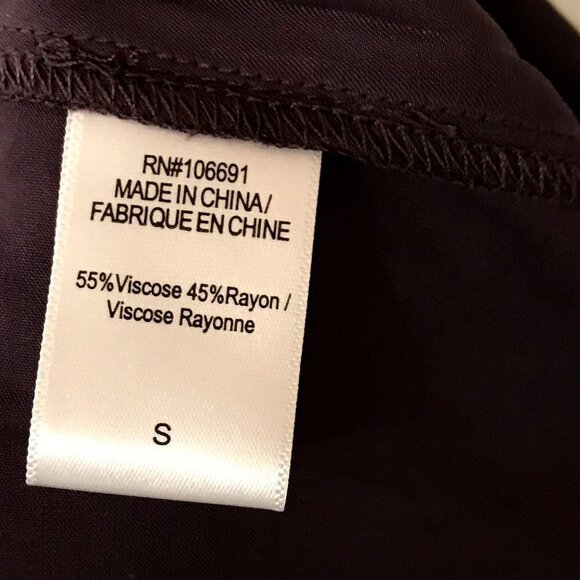 RN#106691
MADE IN CHINA/
FABRIQUE EN CHINE
55%Viscose 45%Rayon /
Viscose Rayonne
S